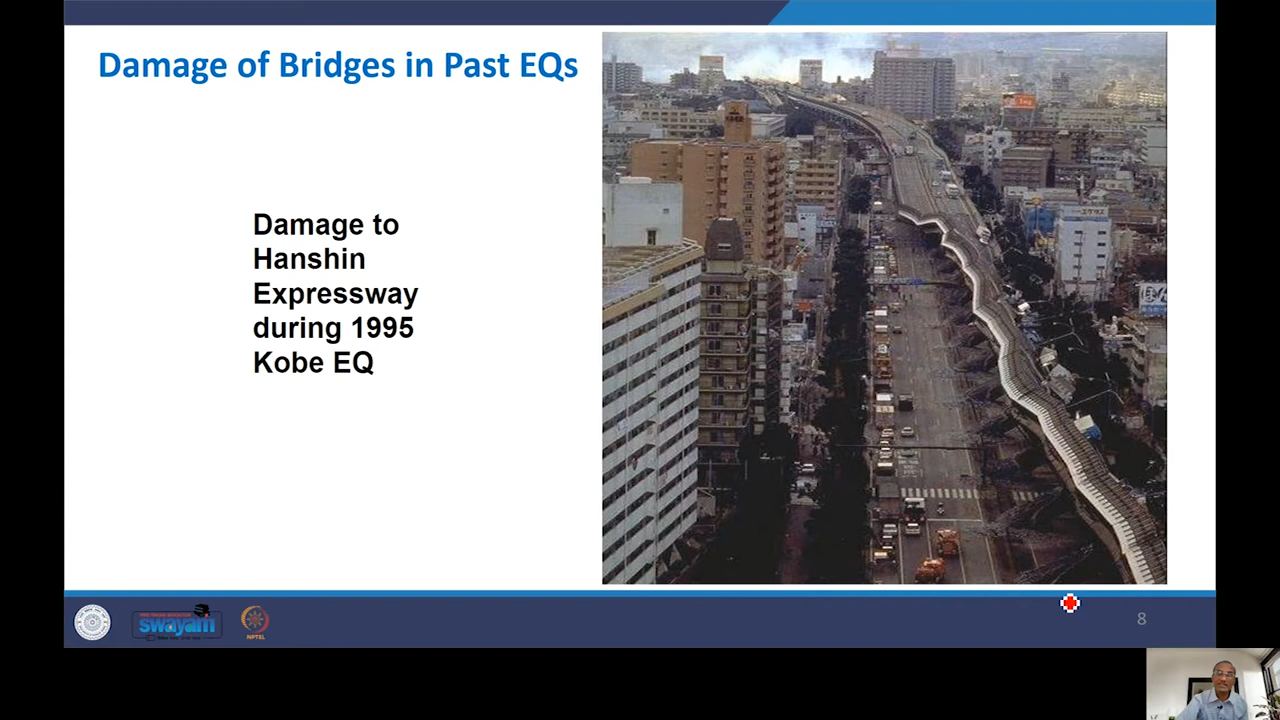 Damage of Bridges in Past EQs
Damage to
Hanshin
Expressway
during 1995
Kobe EQ
swayam
NPTEL
8